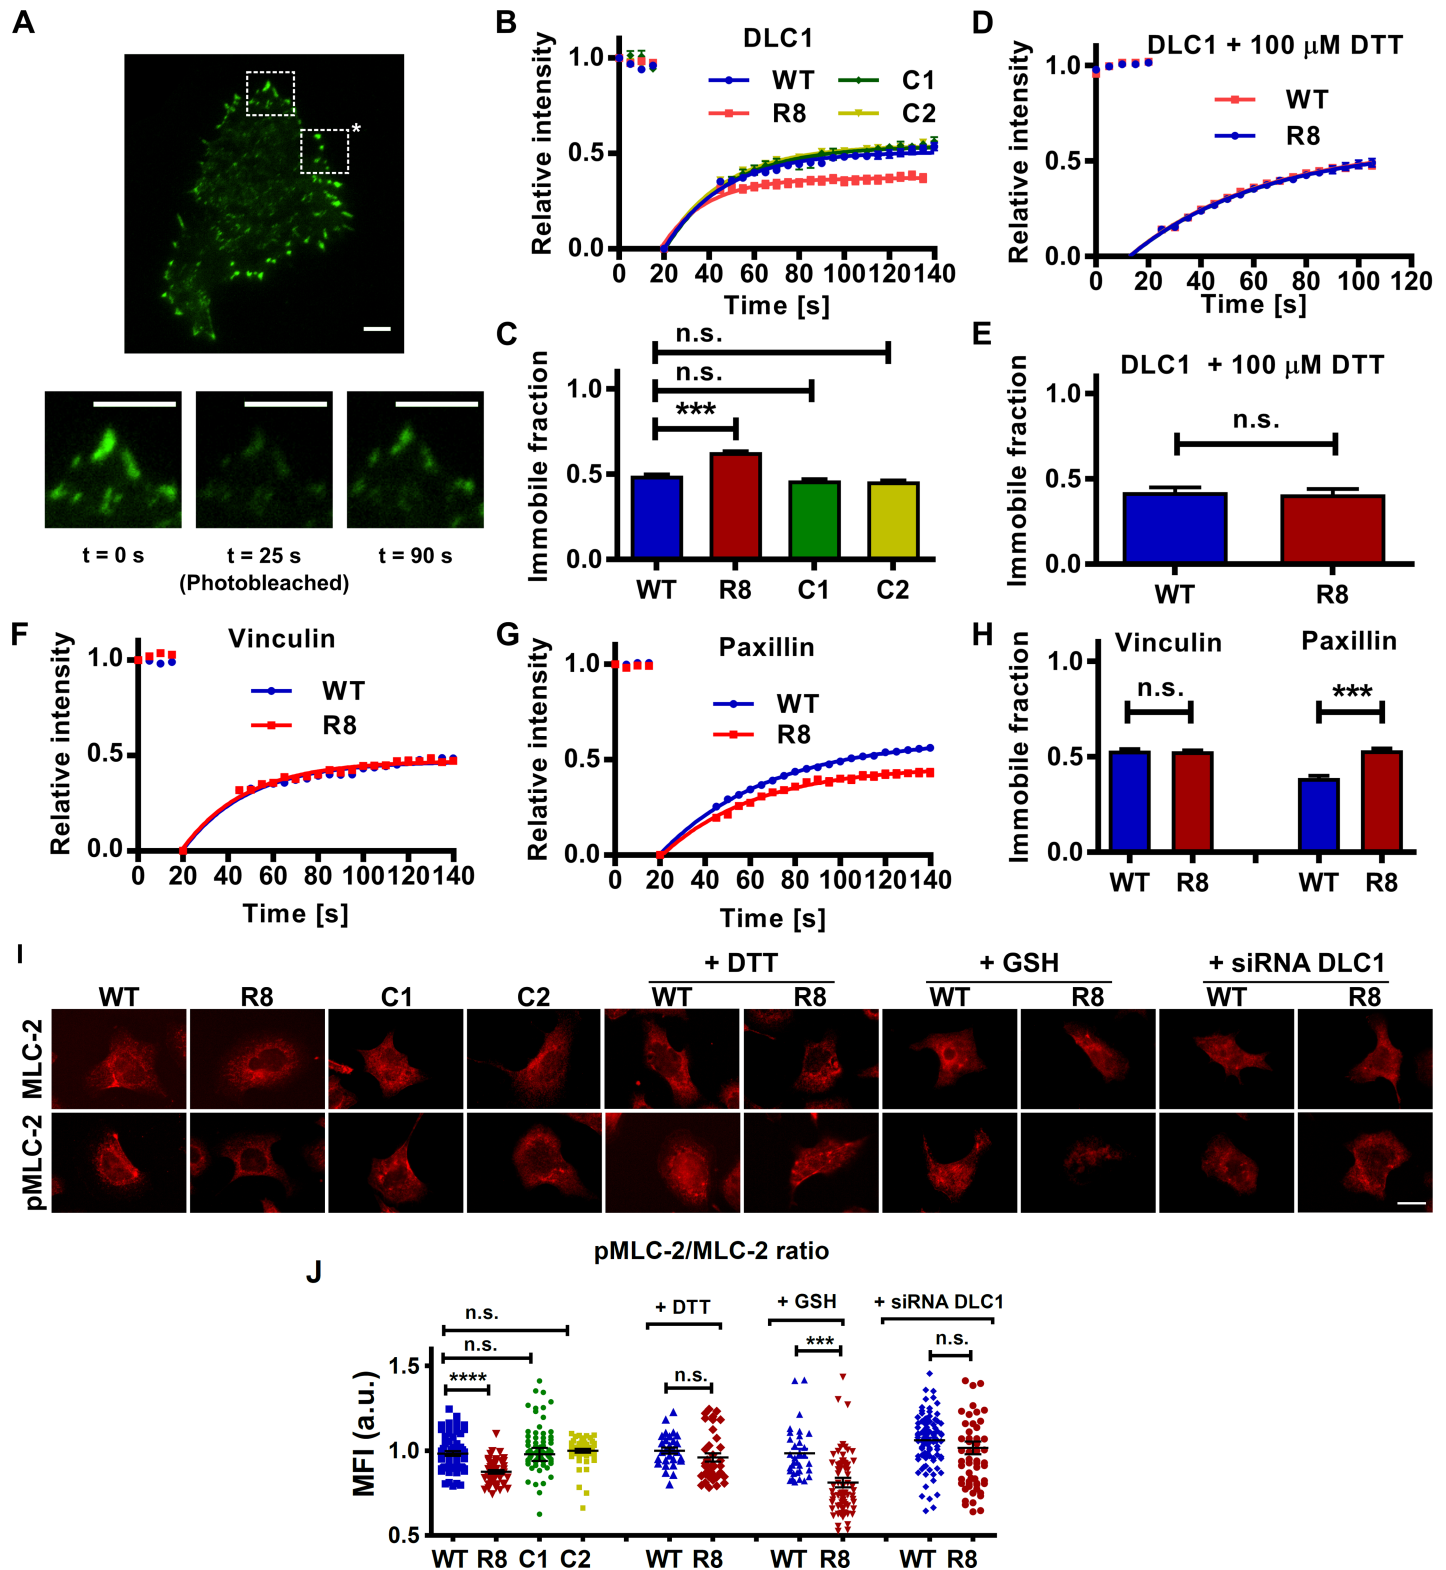 A
*
t = 0 s
t = 25 s
(Photobleached)
t = 90 s
B
DLC1
WT
R8
C1
C2
Relative intensity
1.0
0.5
0.0
0 20 40 60 80 100 120 140
Time [s]
D
DLC1 + 100 μM DTT
WT
R8
Relative intensity
1.0
0.5
0.0
0 20 40 60 80 100 120
Time [s]
C
n.s.
n.s.
***
Immobile fraction
1.0
0.5
0.0
WT R8 C1 C2
E
DLC1 + 100 μM DTT
n.s.
Immobile fraction
1.0
0.5
0.0
WT R8
F
Vinculin
WT
R8
Relative intensity
1.0
0.5
0.0
0 20 40 60 80 100 120 140
Time [s]
G
Paxillin
WT
R8
Relative intensity
1.0
0.5
0.0
0 20 40 60 80 100 120 140
Time [s]
H
Vinculin Paxillin
n.s. ***
Immobile fraction
1.0
0.5
0.0
WT R8 WT R8
I
+ DTT + GSH + siRNA DLC1
WT R8 C1 C2 WT R8 WT R8 WT R8
MLC-2
pMLC-2
J
pMLC-2/MLC-2 ratio
+ DTT + GSH + siRNA DLC1
n.s.
n.s.
****
n.s.
***
n.s.
MFI (a.u.)
1.5
1.0
0.5
WT R8 C1 C2 WT R8 WT R8 WT R8